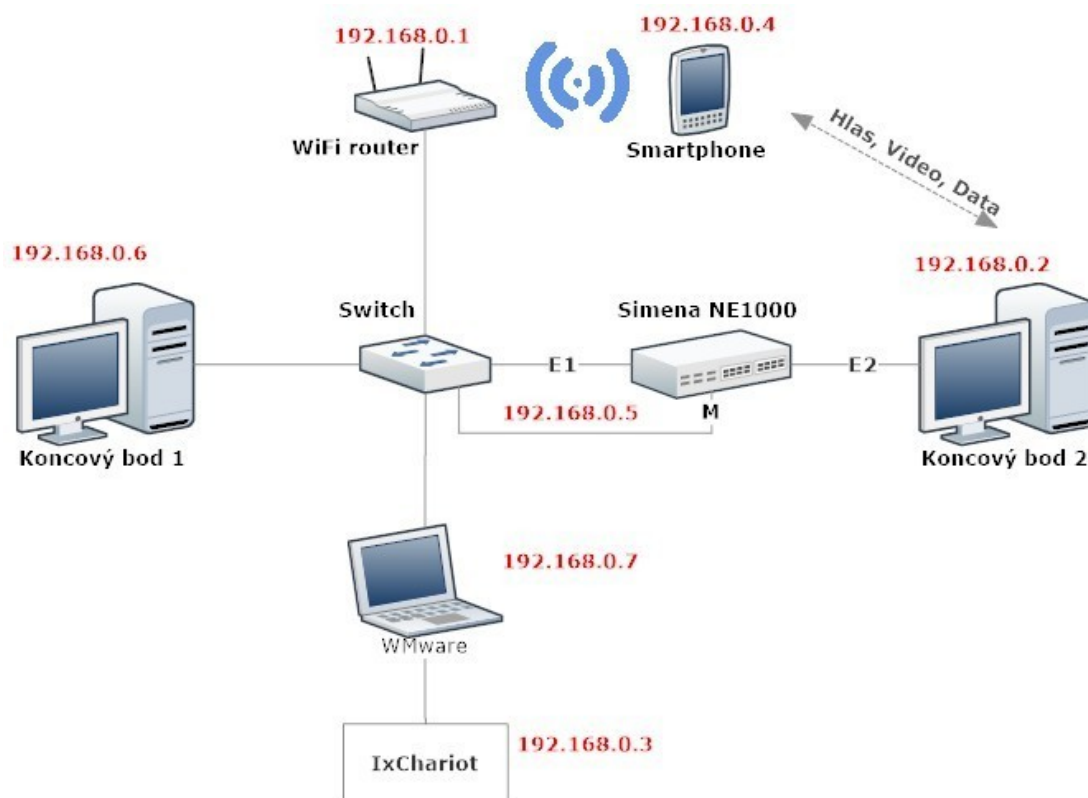 192.168.0.1
192.168.0.4
WiFi router
Smartphone
Hlas, Video, Data
192.168.0.6
192.168.0.2
Switch
Simena NE1000
E1
E2
192.168.0.5
M
Koncový bod 1
Koncový bod 2
192.168.0.7
WMware
192.168.0.3
IxChariot